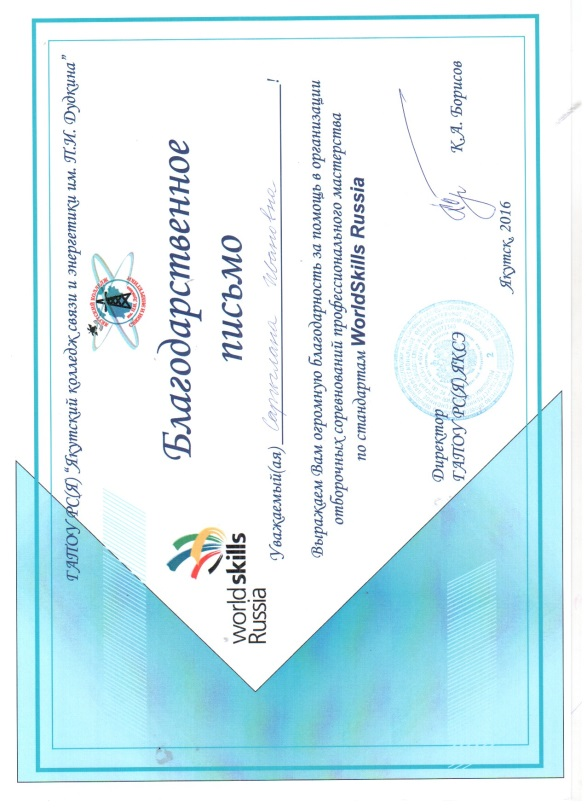 ГАПОУ РС(Я) "Якутский колледж связи и энергетики им. П.И. Дудкина"
Благодарственное
письмо
worldskills
Russia
Уважаемый(ая) Саргылана Ивановна !
Выражаем Вам огромную благодарность за помощь в организации
отборочных соревнований профессионального мастерства
по стандартам WorldSkills Russia
Директор
ГАПОУ РС(Я) ЯКСЭ К.А. Борисов
Якутск, 2016